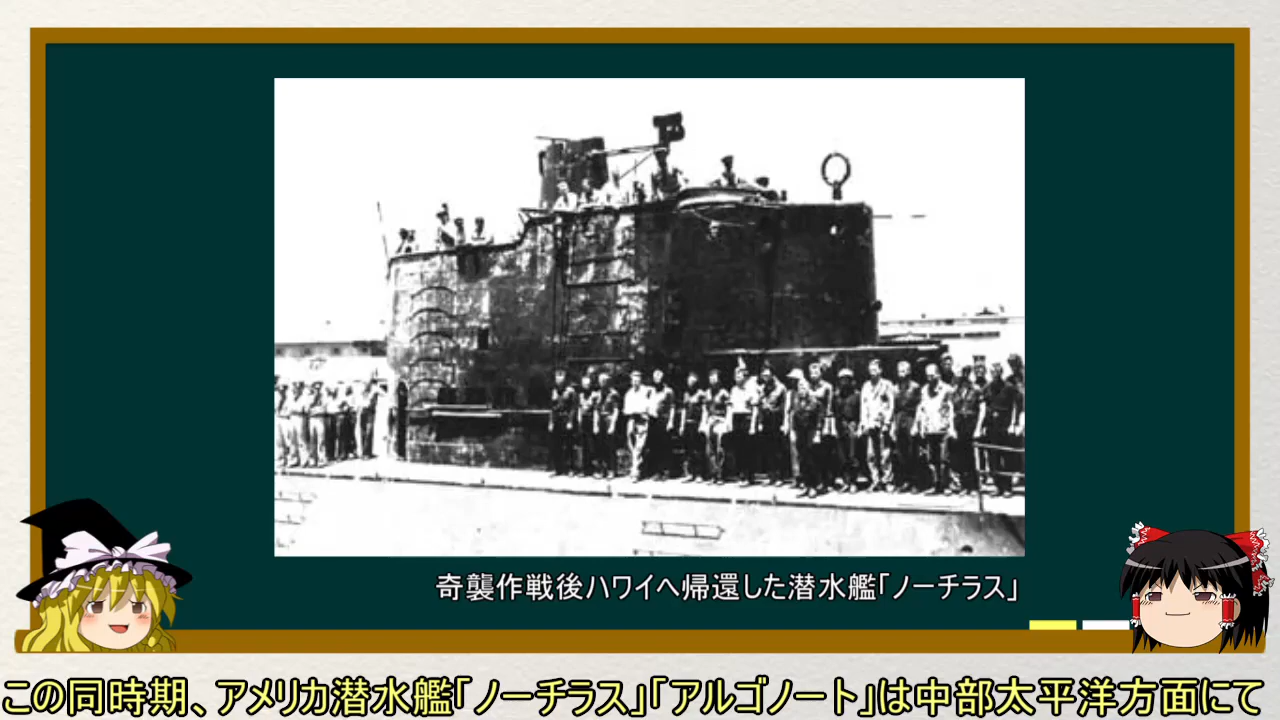 奇襲作戦後ハワイへ帰還した潜水艦｢ノーチラス｣
この同時期、アメリカ潜水艦｢ノーチラス｣｢アルゴノート｣は中部太平洋方面にて